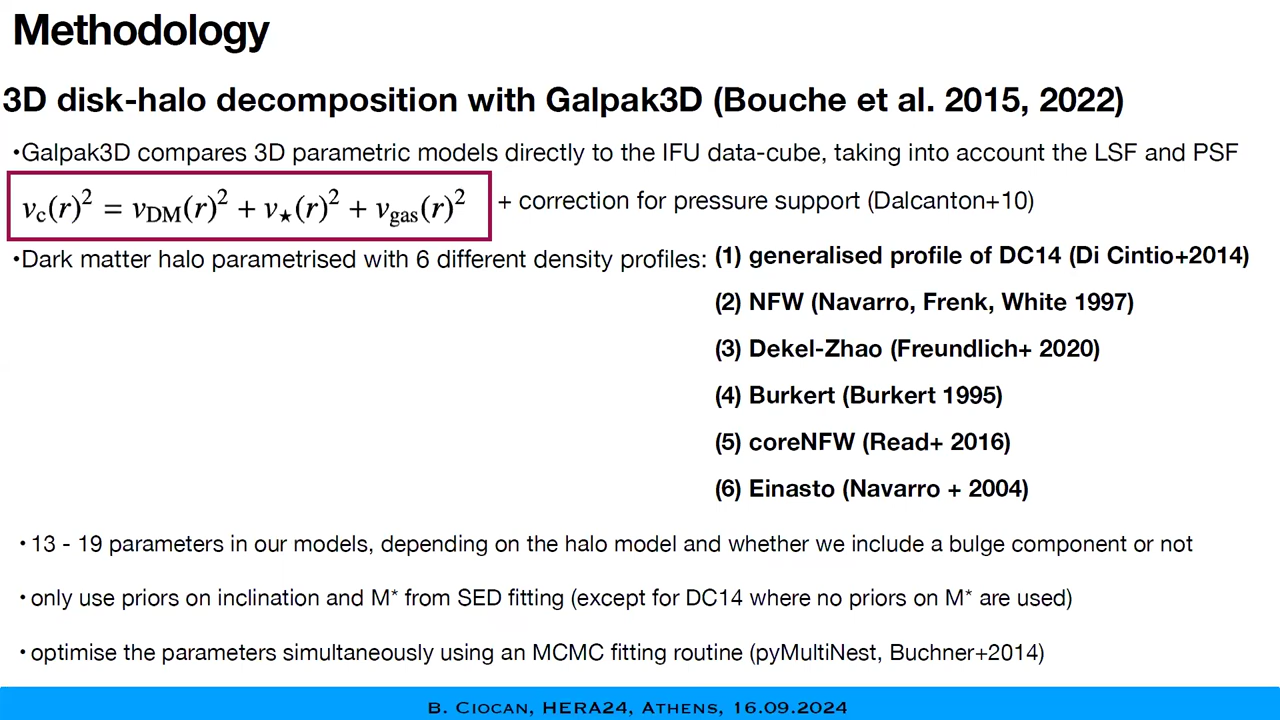 Methodology
3D disk-halo decomposition with Galpak3D (Bouche et al. 2015, 2022)
•Galpak3D compares 3D parametric models directly to the IFU data-cube, taking into account the LSF and PSF
v_c(r)² = v_DM(r)² + v_★(r)² + v_gas(r)² + correction for pressure support (Dalcanton+10)
•Dark matter halo parametrised with 6 different density profiles: (1) generalised profile of DC14 (Di Cintio+2014)
(2) NFW (Navarro, Frenk, White 1997)
(3) Dekel-Zhao (Freundlich+ 2020)
(4) Burkert (Burkert 1995)
(5) coreNFW (Read+ 2016)
(6) Einasto (Navarro + 2004)
• 13 - 19 parameters in our models, depending on the halo model and whether we include a bulge component or not
• only use priors on inclination and M* from SED fitting (except for DC14 where no priors on M* are used)
• optimise the parameters simultaneously using an MCMC fitting routine (pyMultiNest, Buchner+2014)
B. Ciocan, HERA24, Athens, 16.09.2024